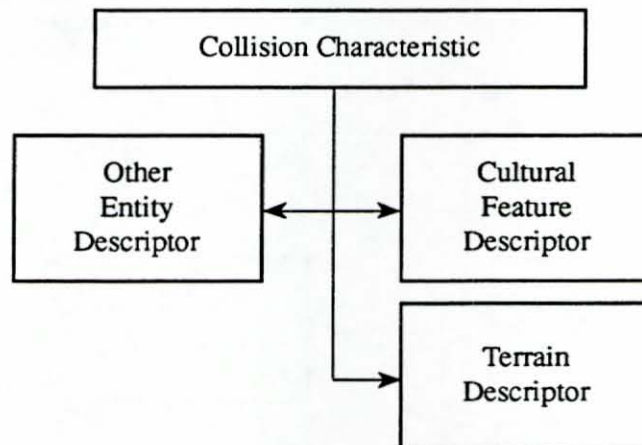 Collision Characteristic
Other
Entity
Descriptor
Cultural
Feature
Descriptor
Terrain
Descriptor